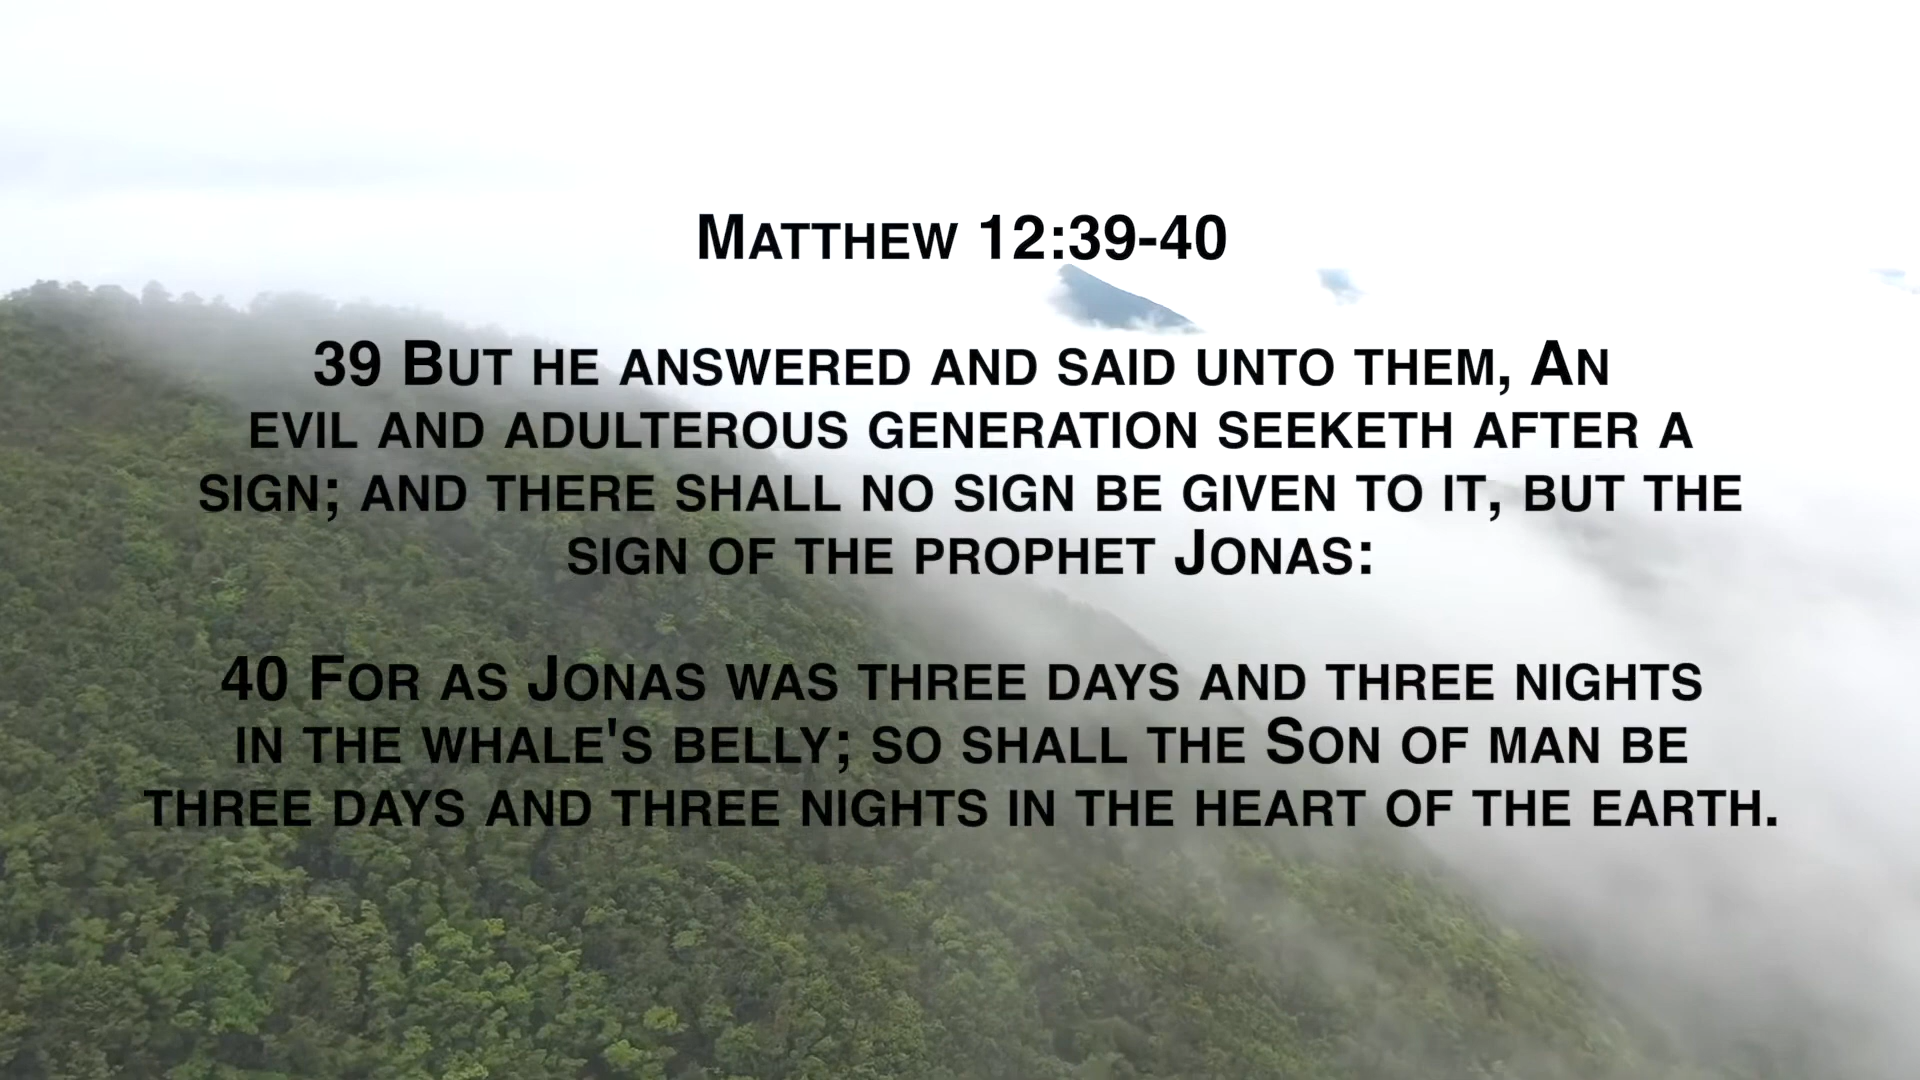 Matthew 12:39-40
39 But he answered and said unto them, An
evil and adulterous generation seeketh after a
sign; and there shall no sign be given to it, but the
sign of the prophet Jonas:
40 For as Jonas was three days and three nights
in the whale's belly; so shall the Son of man be
three days and three nights in the heart of the earth.